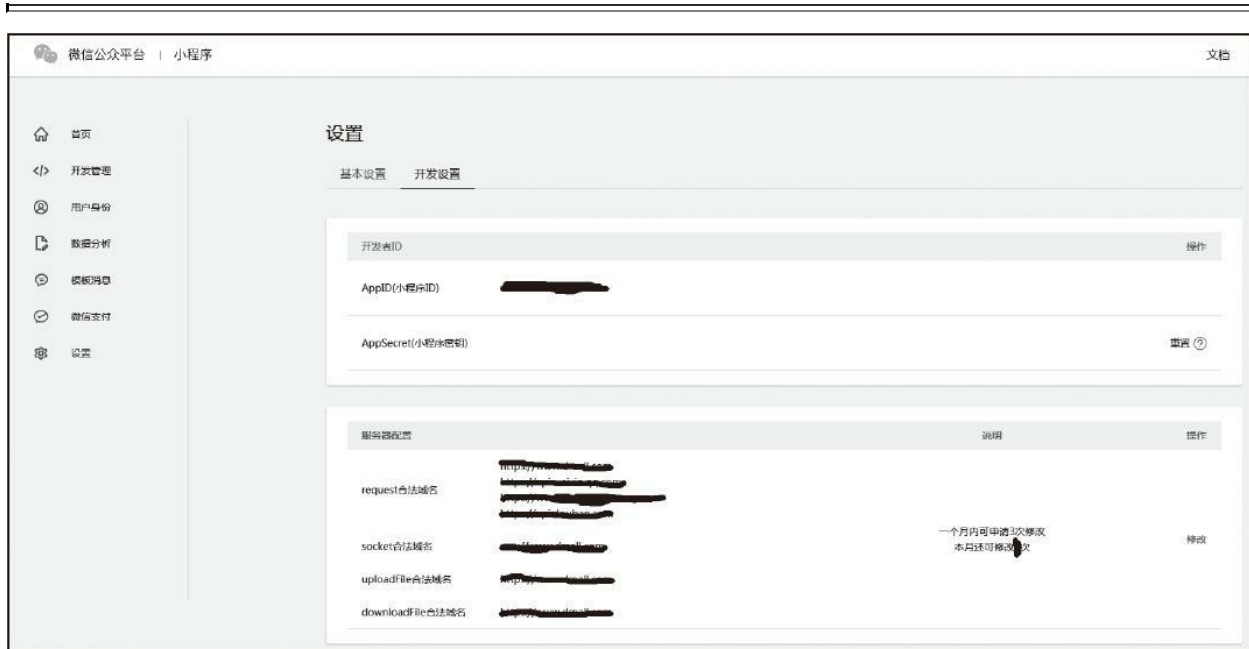 微信公众平台 | 小程序
文档
首页
开发管理
用户身份
数据分析
模板消息
微信支付
设置
设置
基本设置 开发设置
开发者ID 操作
AppID(小程序ID)
AppSecret(小程序密钥) 重置
服务器配置 说明 操作
request合法域名
一个月内可申请3次修改
本月还可修改 次
修改
socket合法域名
uploadFile合法域名
downloadFile合法域名